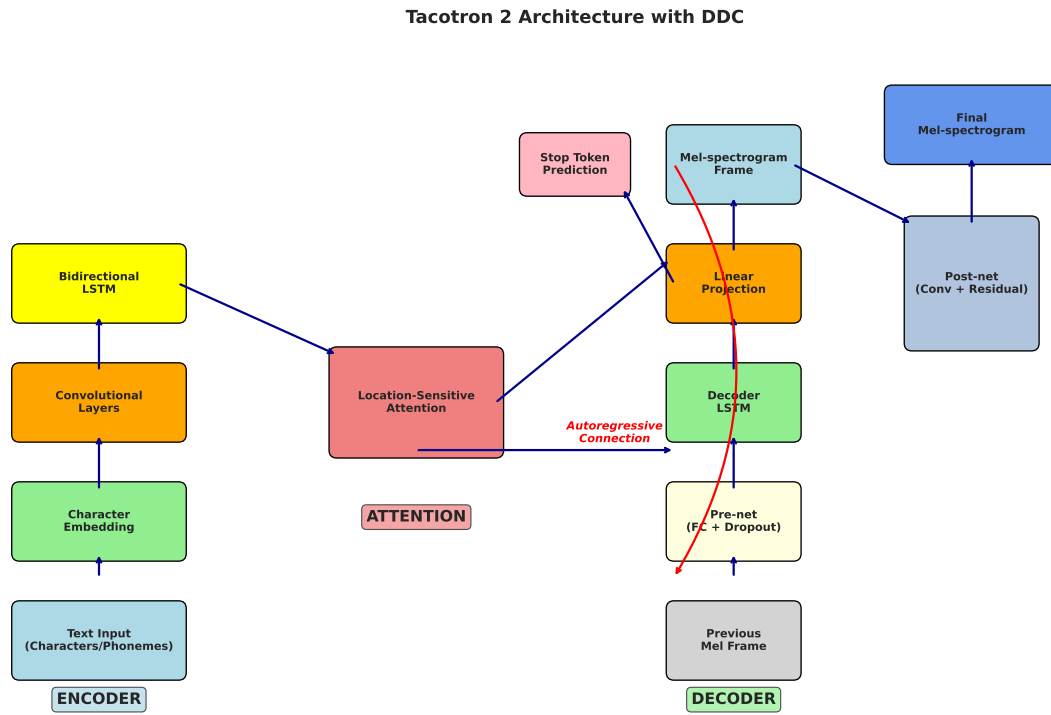 Tacotron 2 Architecture with DDC
Final
Mel-spectrogram
Stop Token
Prediction
Mel-spectrogram
Frame
Bidirectional
LSTM
Linear
Projection
Post-net
(Conv + Residual)
Convolutional
Layers
Location-Sensitive
Attention
Decoder
LSTM
Autoregressive
Connection
Character
Embedding
ATTENTION
Pre-net
(FC + Dropout)
Text Input
(Characters/Phonemes)
Previous
Mel Frame
ENCODER
DECODER